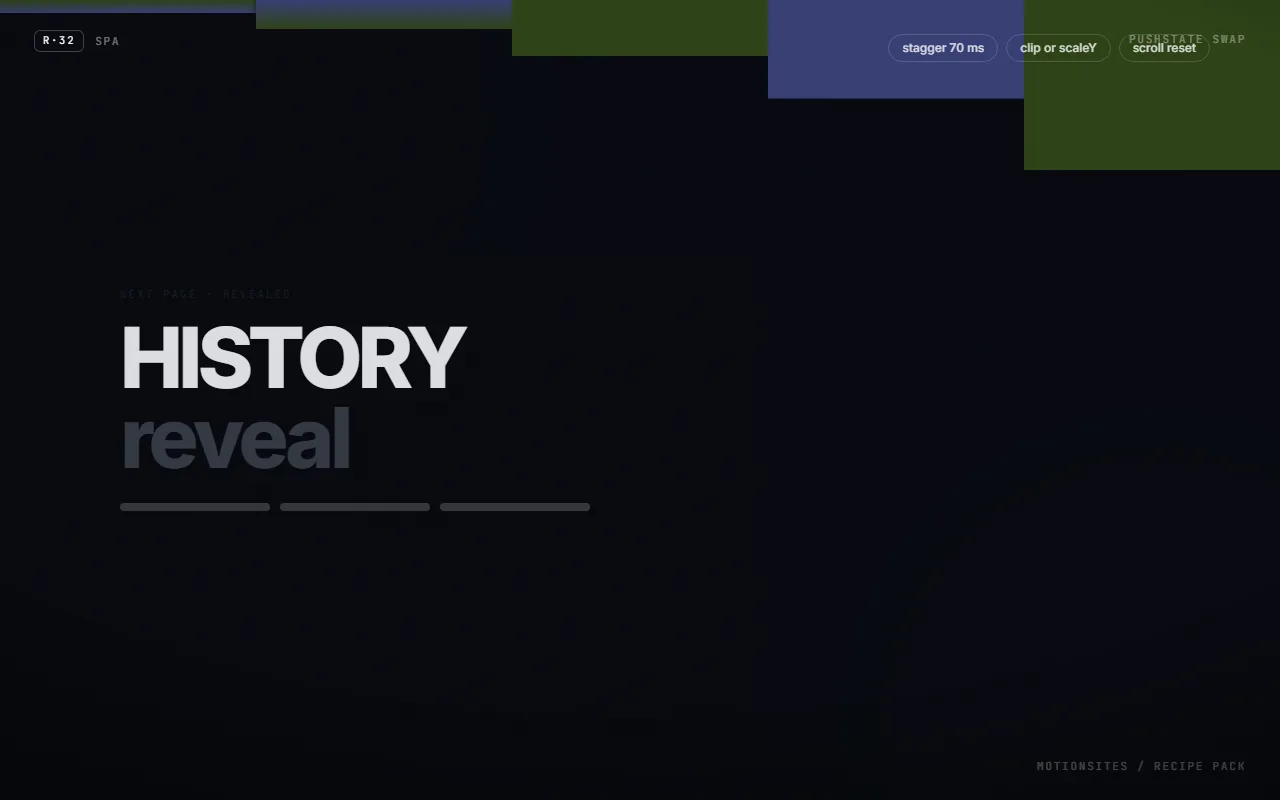 R·32 SPA
PUSHSTATE SWAP
stagger 70 ms
clip or scaleY
scroll reset
NEXT PAGE · REVEALED
HISTORY
reveal
MOTIONSITES / RECIPE PACK